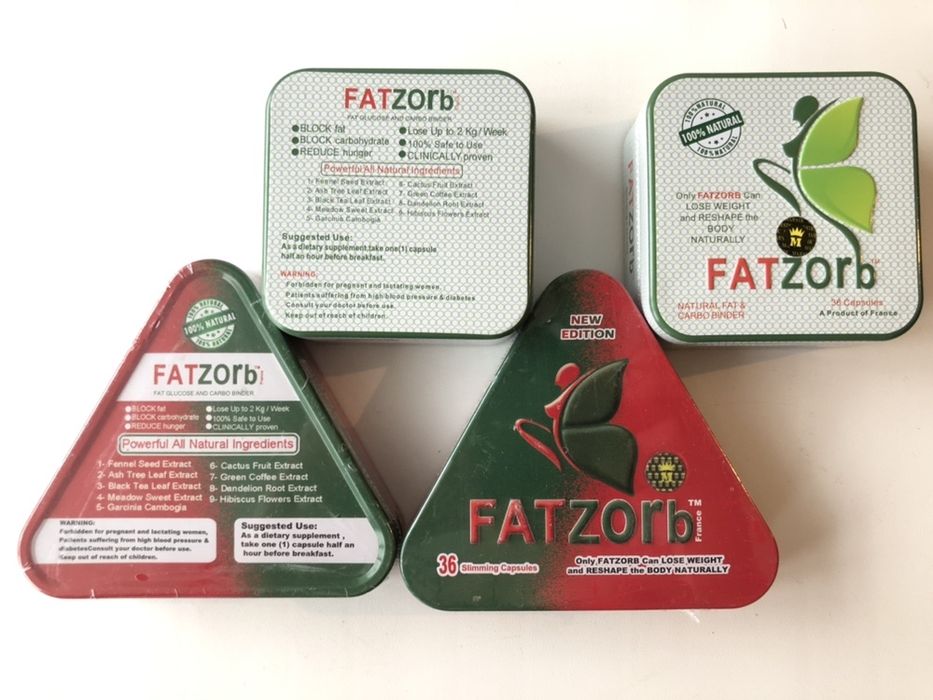 FATZOrb
FAT GLUCOSE AND CARBO BINDER
BLOCK fat
BLOCK carbohydrate
REDUCE hunger
Lose Up to 2 Kg / Week
100% Safe to Use
CLINICALLY proven
Powerful All Natural Ingredients
1- Fennel Seed Extract
2- Ash Tree Leaf Extract
3- Black Tea Leaf Extract
4- Meadow Sweet Extract
5- Garcinia Cambogia
6- Cactus Fruit Extract
7- Green Coffee Extract
8- Dandelion Root Extract
9- Hibiscus Flowers Extract
Suggested Use:
As a dietary supplement,take one(1) capsule
half an hour before breakfast.
WARNING:
Forbidden for pregnant and lactating women,
Patients suffering from high blood pressure & diabetes
Consult your doctor before use.
Keep out of reach of children.
FATZORb
100% NATURAL
100% NATURAL
100% NATURAL
Only FATZORB Can
LOSE WEIGHT
and RESHAPE the
BODY
NATURALLY
M
FATZOrb™
NATURAL FAT &
CARBO BINDER
36 Capsules
A Product of France
100% NATURAL
100% NATURAL
100% NATURAL
FATZOrb™
France
FAT GLUCOSE AND CARBO BINDER
BLOCK fat
BLOCK carbohydrate
REDUCE hunger
Lose Up to 2 Kg / Week
100% Safe to Use
CLINICALLY proven
Powerful All Natural Ingredients
1- Fennel Seed Extract
2- Ash Tree Leaf Extract
3- Black Tea Leaf Extract
4- Meadow Sweet Extract
5- Garcinia Cambogia
6- Cactus Fruit Extract
7- Green Coffee Extract
8- Dandelion Root Extract
9- Hibiscus Flowers Extract
WARNING:
Forbidden for pregnant and lactating women,
Patients suffering from high blood pressure &
diabetesConsult your doctor before use.
Keep out of reach of children.
Suggested Use:
As a dietary supplement ,
take one (1) capsule half an
hour before breakfast.
NEW
EDITION
M
FATZOrb™
France
36 Slimming Capsules
Only FATZORB Can LOSE WEIGHT
and RESHAPE the BODY NATURALLY